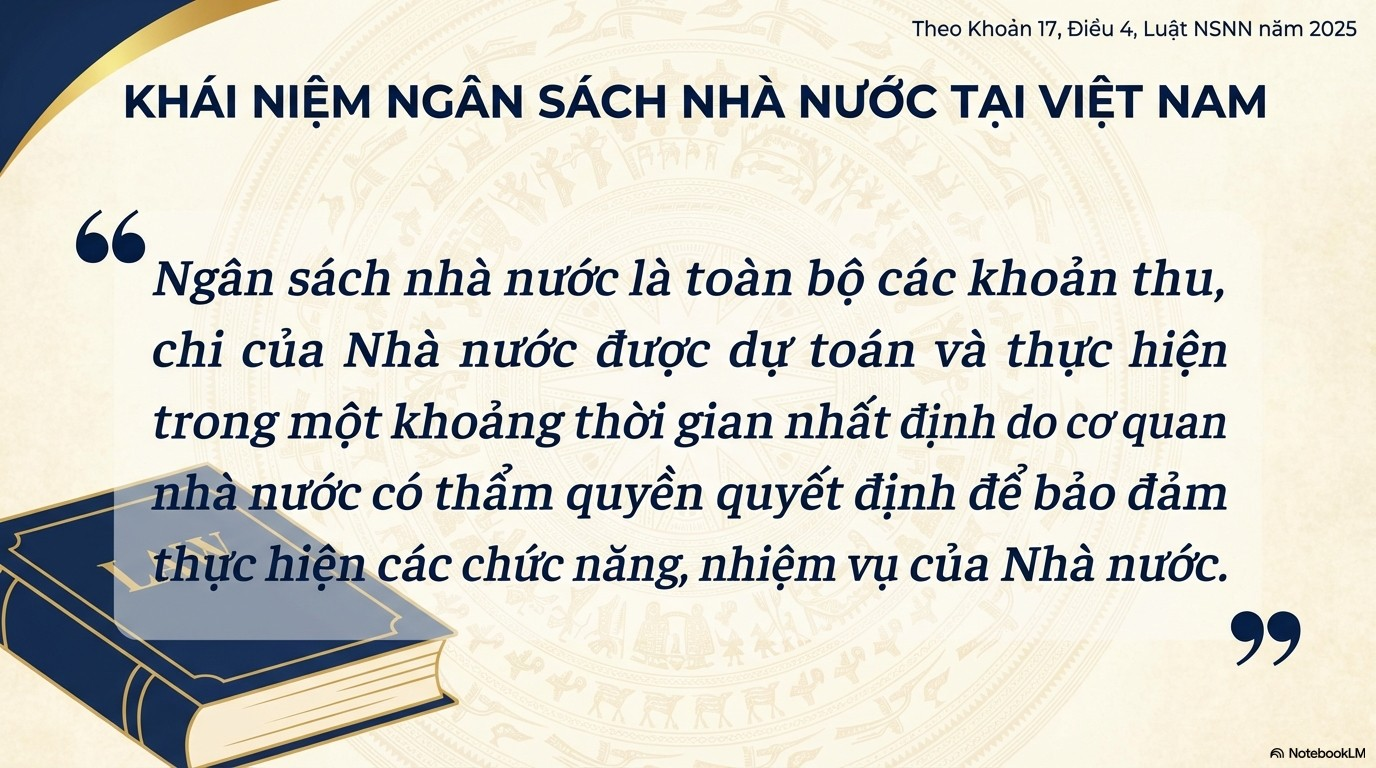 Theo Khoản 17, Điều 4, Luật NSNN năm 2025
KHÁI NIỆM NGÂN SÁCH NHÀ NƯỚC TẠI VIỆT NAM
“Ngân sách nhà nước là toàn bộ các khoản thu,
chi của Nhà nước được dự toán và thực hiện
trong một khoảng thời gian nhất định do cơ quan
nhà nước có thẩm quyền quyết định để bảo đảm
thực hiện các chức năng, nhiệm vụ của Nhà nước.”
LAW
NotebookLM